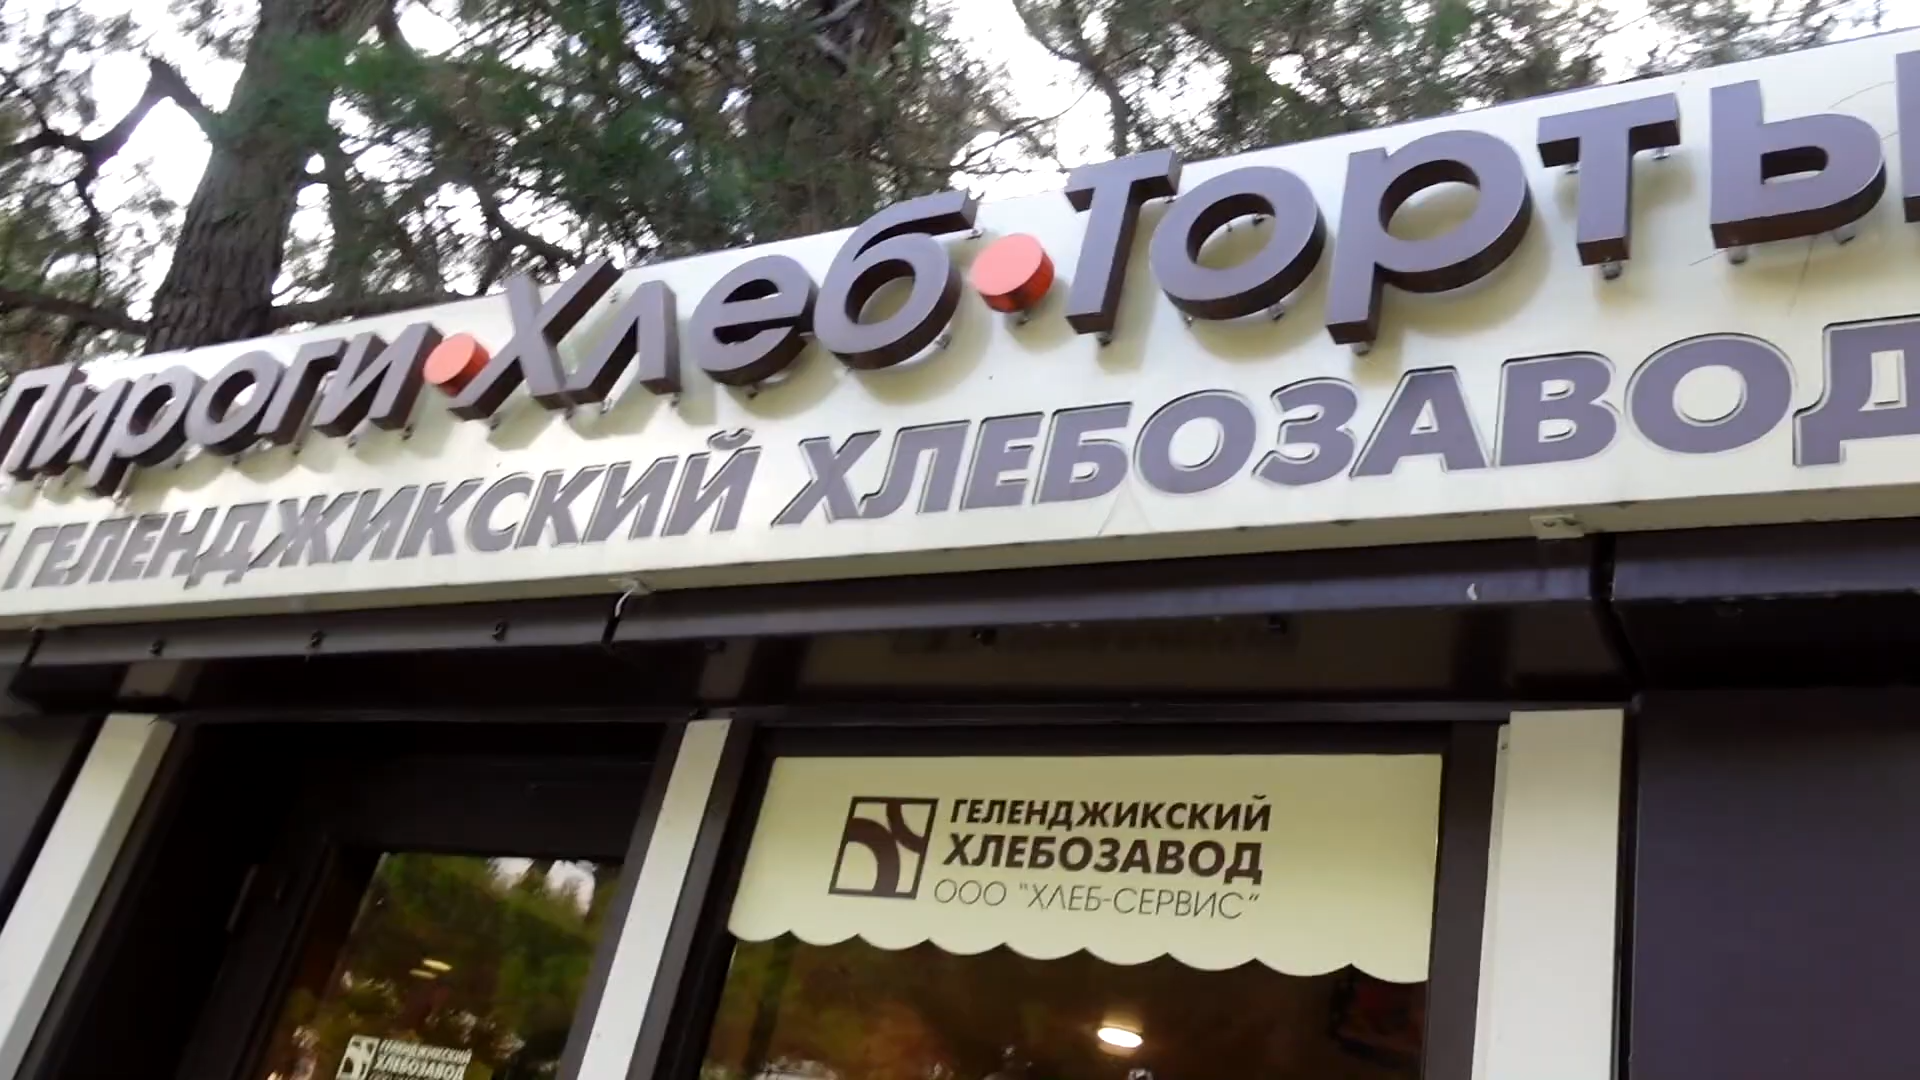 Пироги • Хлеб • Торты
ГЕЛЕНДЖИКСКИЙ ХЛЕБОЗАВОД
ГЕЛЕНДЖИКСКИЙ
ХЛЕБОЗАВОД
ООО "ХЛЕБ-СЕРВИС"
ГЕЛЕНДЖИКСКИЙ
ХЛЕБОЗАВОД